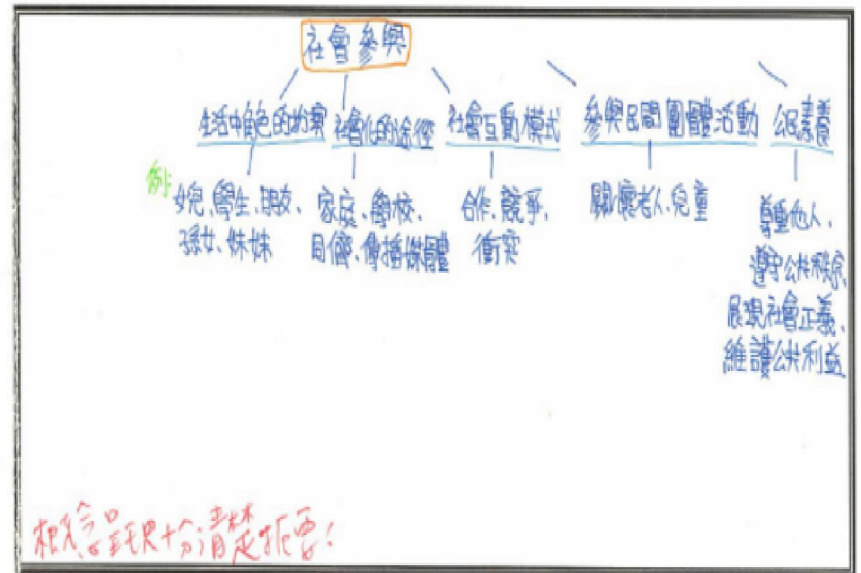 社會參與
生活中角色的扮演
社會化的途徑
社會互動模式
參與民間團體活動
公民素養
例:
女兒、學生、朋友、
孫女、妹妹
家庭、學校、
同儕、傳播媒體
合作、競爭、
衝突
關懷老人、兒童
尊重他人、
遵守公共秩序、
展現社會正義、
維護公共利益
概念呈現十分清楚扼要!